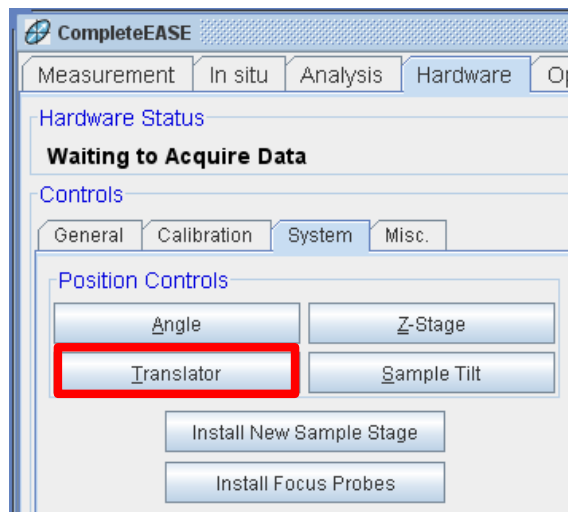 CompleteEASE
Measurement In situ Analysis Hardware Op
Hardware Status
Waiting to Acquire Data
Controls
General Calibration System Misc.
Position Controls
Angle Z-Stage
Translator Sample Tilt
Install New Sample Stage
Install Focus Probes